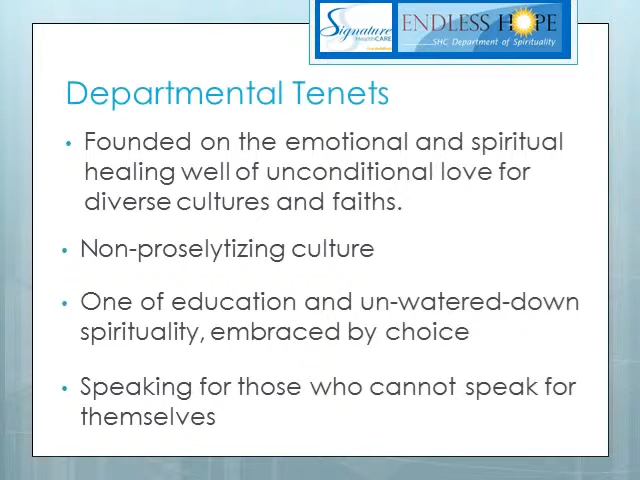 Signature
HealthCARE
ENDLESS HOPE
SHC Department of Spirituality
Departmental Tenets
• Founded on the emotional and spiritual
healing well of unconditional love for
diverse cultures and faiths.
• Non-proselytizing culture
• One of education and un-watered-down
spirituality, embraced by choice
• Speaking for those who cannot speak for
themselves